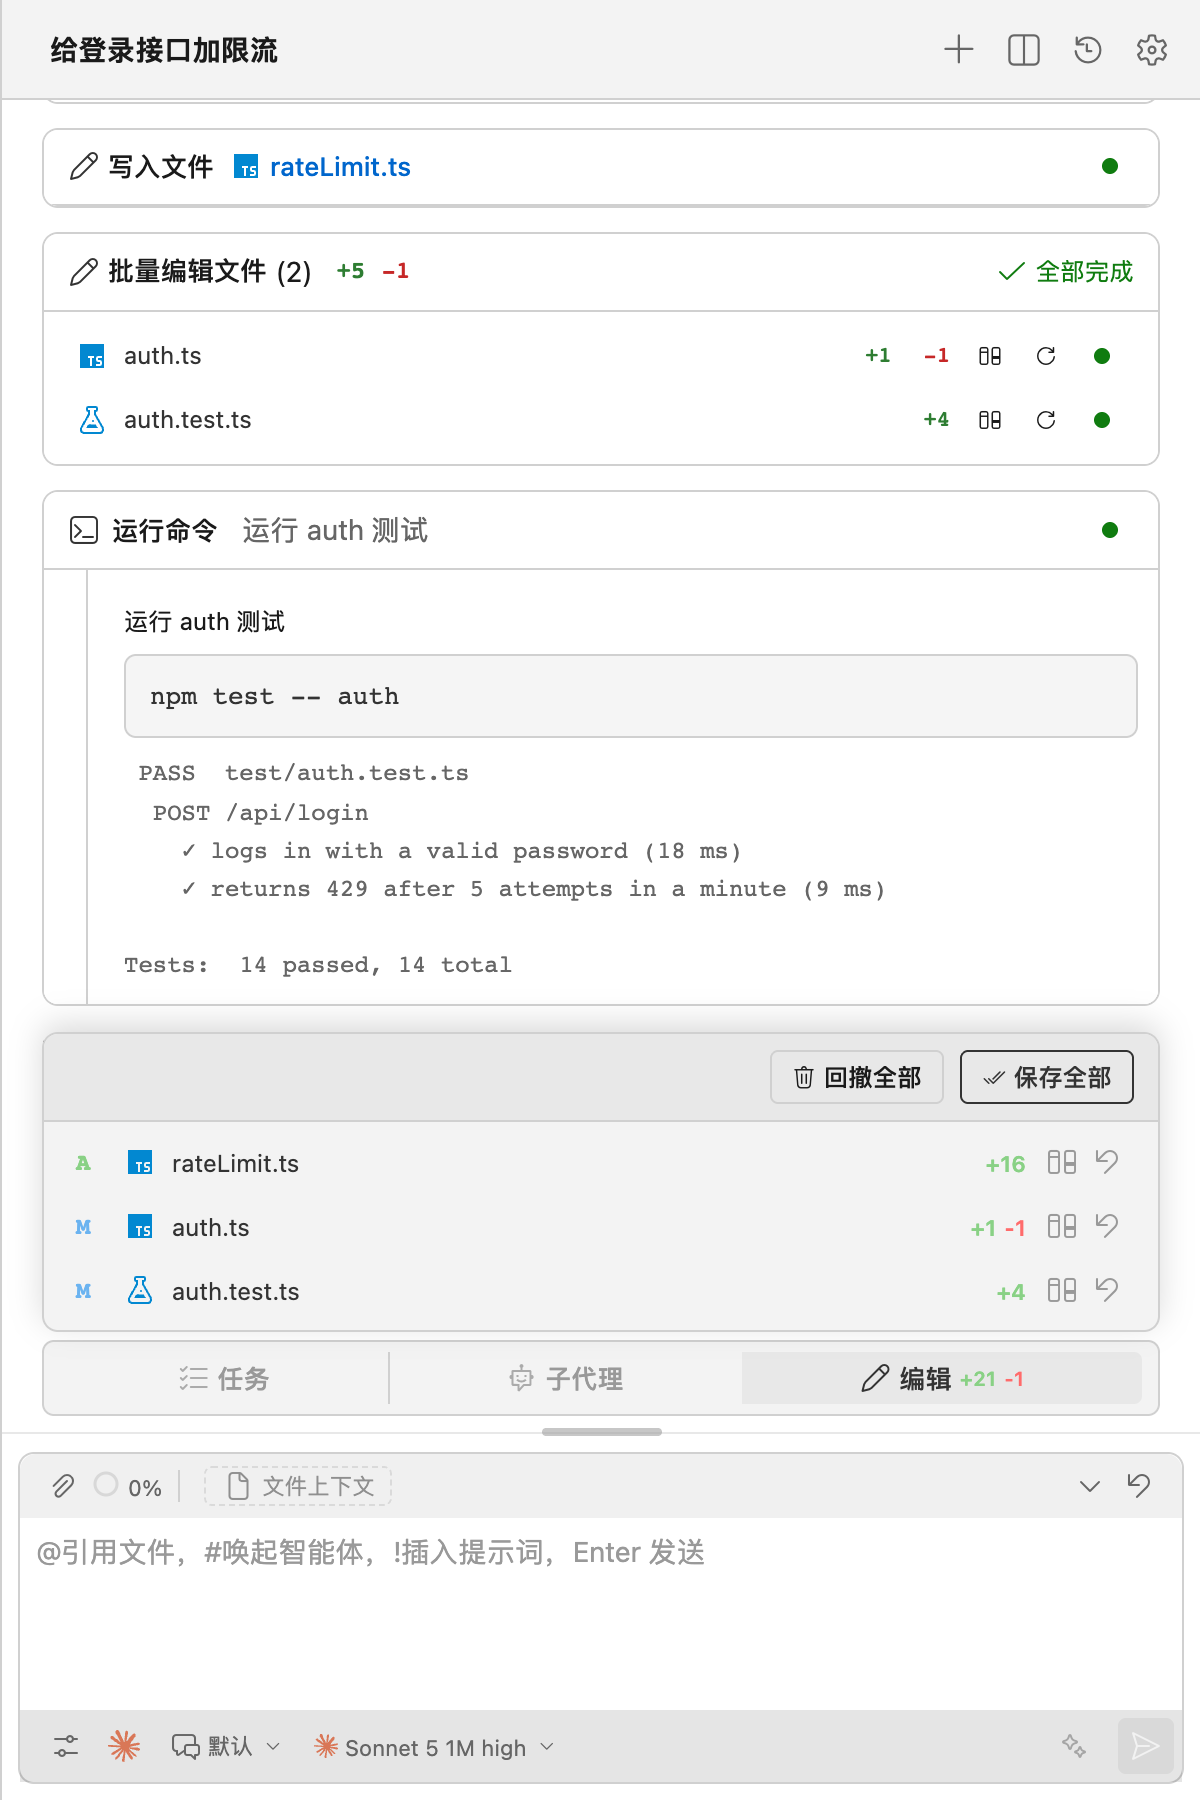 给登录接口加限流
写入文件 TS rateLimit.ts
批量编辑文件 (2) +5 -1 全部完成
TS auth.ts +1 -1
auth.test.ts +4
运行命令 运行 auth 测试
运行 auth 测试
npm test -- auth
PASS test/auth.test.ts
POST /api/login
✓ logs in with a valid password (18 ms)
✓ returns 429 after 5 attempts in a minute (9 ms)
Tests: 14 passed, 14 total
回撤全部 保存全部
A TS rateLimit.ts +16
M TS auth.ts +1 -1
M auth.test.ts +4
任务 子代理 编辑 +21 -1
0% 文件上下文
@引用文件，#唤起智能体，!插入提示词，Enter 发送
默认 Sonnet 5 1M high